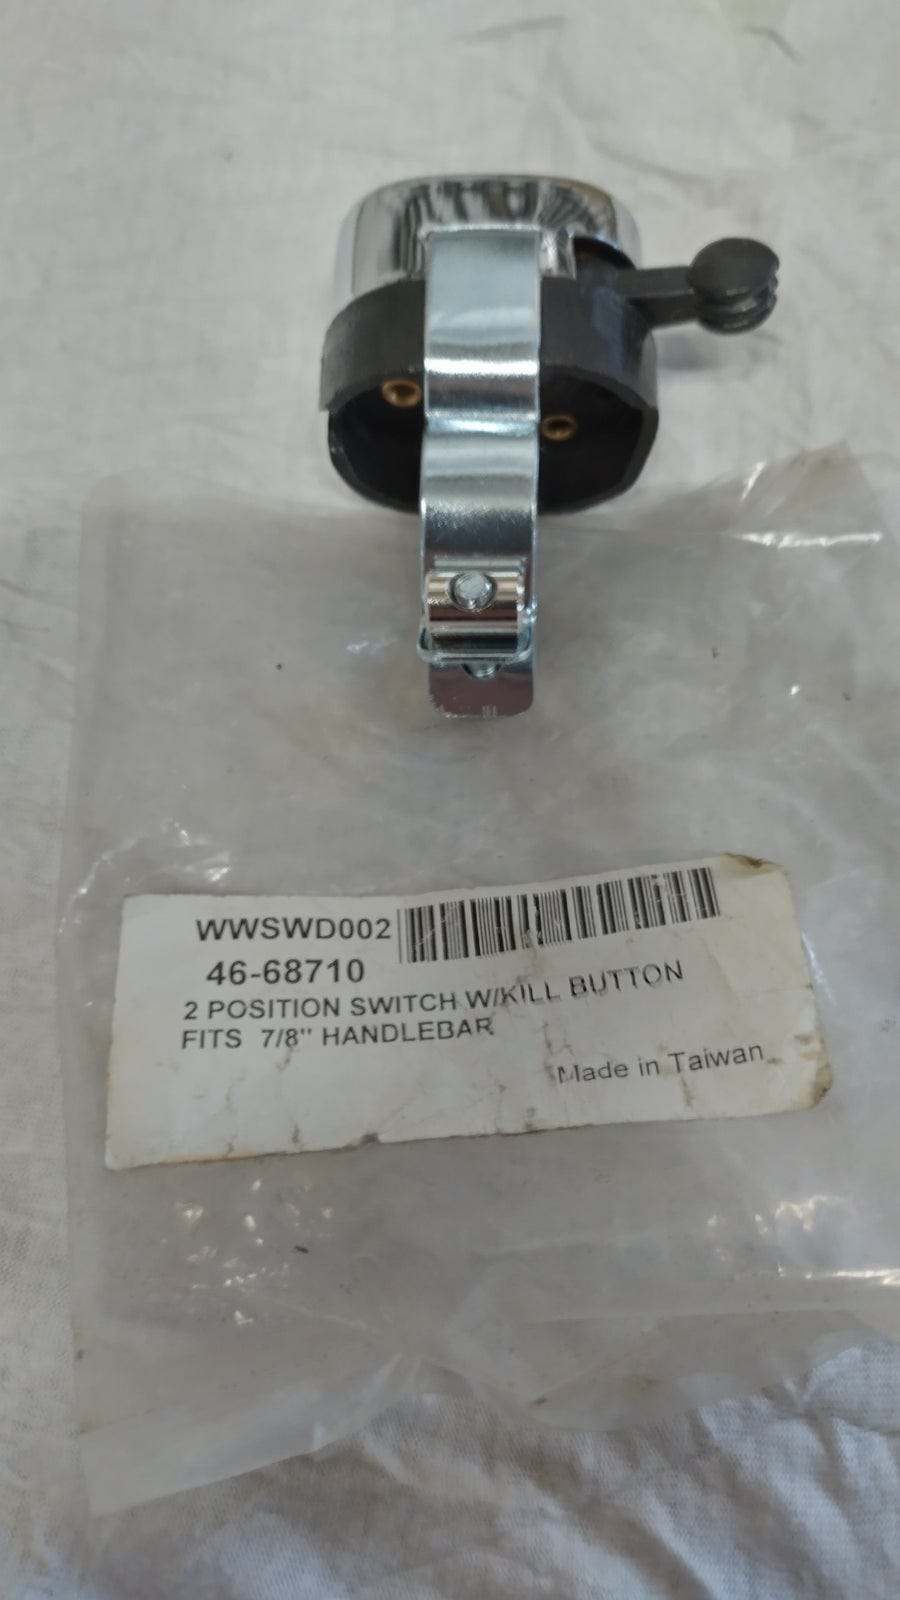 WWSWD002
46-68710
2 POSITION SWITCH W/KILL BUTTON
FITS 7/8" HANDLEBAR
Made in Taiwan